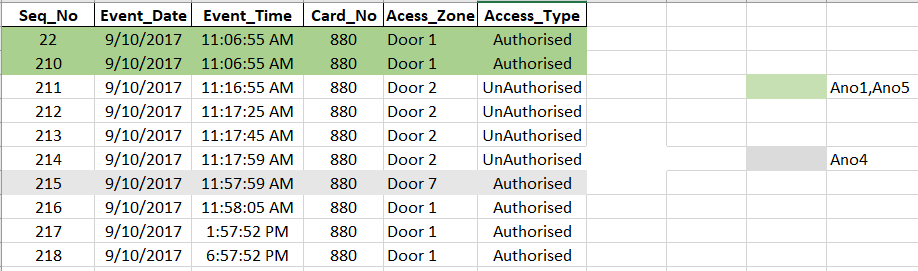 Seq_No Event_Date Event_Time Card_No Acess_Zone Access_Type
22 9/10/2017 11:06:55 AM 880 Door 1 Authorised
210 9/10/2017 11:06:55 AM 880 Door 1 Authorised
211 9/10/2017 11:16:55 AM 880 Door 2 UnAuthorised Ano1,Ano5
212 9/10/2017 11:17:25 AM 880 Door 2 UnAuthorised
213 9/10/2017 11:17:45 AM 880 Door 2 UnAuthorised
214 9/10/2017 11:17:59 AM 880 Door 2 UnAuthorised Ano4
215 9/10/2017 11:57:59 AM 880 Door 7 Authorised
216 9/10/2017 11:58:05 AM 880 Door 1 Authorised
217 9/10/2017 1:57:52 PM 880 Door 1 Authorised
218 9/10/2017 6:57:52 PM 880 Door 1 Authorised